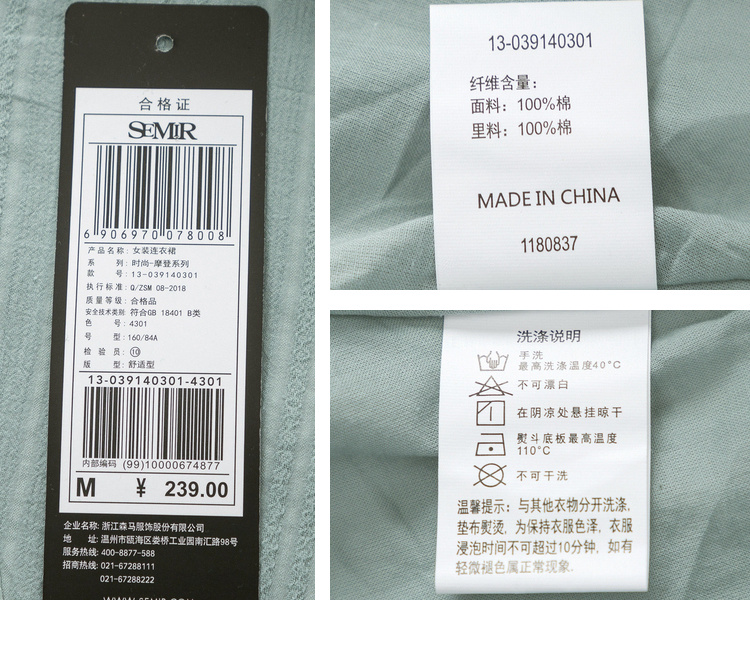 合格证
SEMIR
6 906970 078008
产品名称: 女装连衣裙
系 列: 时尚-摩登系列
款 号: 13-039140301
执行标准: Q/ZSM 08-2018
质量等级: 合格品
安全技术类别: 符合GB 18401 B类
色 号: 4301
号 型: 160/84A
检 验 员: 10
版 型: 舒适型
13-039140301-4301
内部编码 (99)10000674877
M ¥ 239.00
企业名称: 浙江森马服饰股份有限公司
地 址: 温州市瓯海区娄桥工业园南汇路98号
服务热线: 400-8877-588
招商热线: 021-67288111
021-67288222
13-039140301
纤维含量:
面料: 100%棉
里料: 100%棉
MADE IN CHINA
1180837
洗涤说明
手洗
最高洗涤温度40°C
不可漂白
在阴凉处悬挂晾干
熨斗底板最高温度
110°C
不可干洗
温馨提示: 与其他衣物分开洗涤,
垫布熨烫, 为保持衣服色泽, 衣服
浸泡时间不可超过10分钟, 如有
轻微褪色属正常现象.